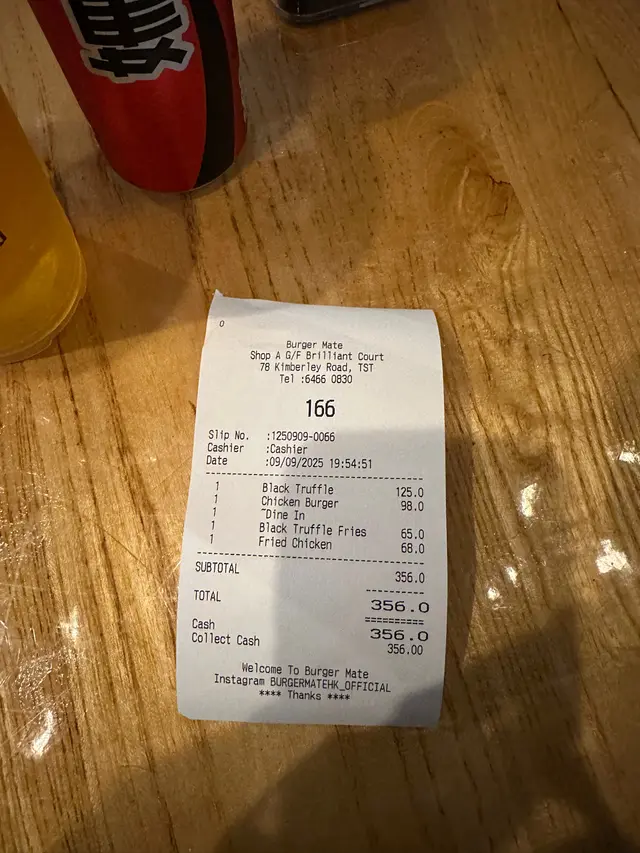 0
Burger Mate
Shop A G/F Brilliant Court
78 Kimberley Road, TST
Tel :6466 0830
166
Slip No. :1250909-0066
Cashier :Cashier
Date :09/09/2025 19:54:51
1 Black Truffle 125.0
1 Chicken Burger 98.0
1 ~Dine In
1 Black Truffle Fries 65.0
1 Fried Chicken 68.0
SUBTOTAL 356.0
TOTAL 356.0
Cash 356.0
Collect Cash 356.00
Welcome To Burger Mate
Instagram BURGERMATEHK_OFFICIAL
**** Thanks ****